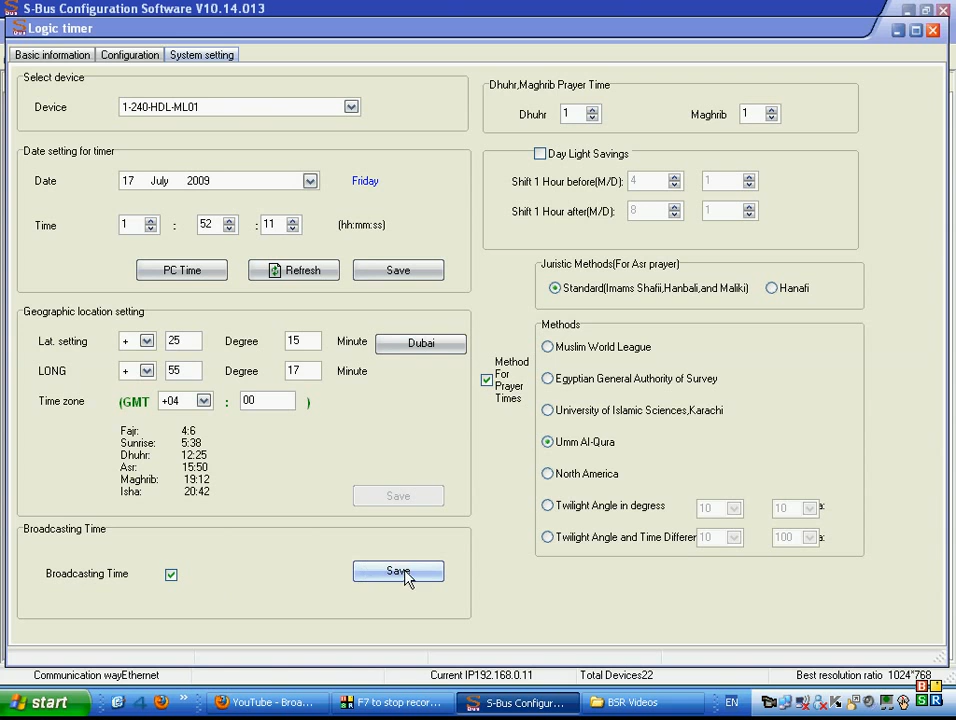 S-Bus Configuration Software V10.14.013
Logic timer
Basic information Configuration System setting
Select device
Device 1-240-HDL-ML01
Date setting for timer
Date 17 July 2009 Friday
Time 1 : 52 : 11 (hh:mm:ss)
PC Time Refresh Save
Geographic location setting
Lat. setting + 25 Degree 15 Minute Dubai
LONG + 55 Degree 17 Minute
Time zone (GMT +04 : 00 )
Fajr: 4:6
Sunrise: 5:38
Dhuhr: 12:25
Asr: 15:50
Maghrib: 19:12
Isha: 20:42
Save
Broadcasting Time
Broadcasting Time Save
Dhuhr,Maghrib Prayer Time
Dhuhr 1 Maghrib 1
Day Light Savings
Shift 1 Hour before(M/D): 4 1
Shift 1 Hour after(M/D): 8 1
Juristic Methods(For Asr prayer)
Standard(Imams Shafii,Hanbali,and Maliki) Hanafi
Method For Prayer Times
Methods
Muslim World League
Egyptian General Authority of Survey
University of Islamic Sciences,Karachi
Umm Al-Qura
North America
Twilight Angle in degress 10 10 a:
Twilight Angle and Time Differer 10 100 a:
Communication wayEthernet Current IP192.168.0.11 Total Devices22 Best resolution ratio 1024*768
start YouTube - Broa... F7 to stop recor... S-Bus Configur... BSR Videos EN